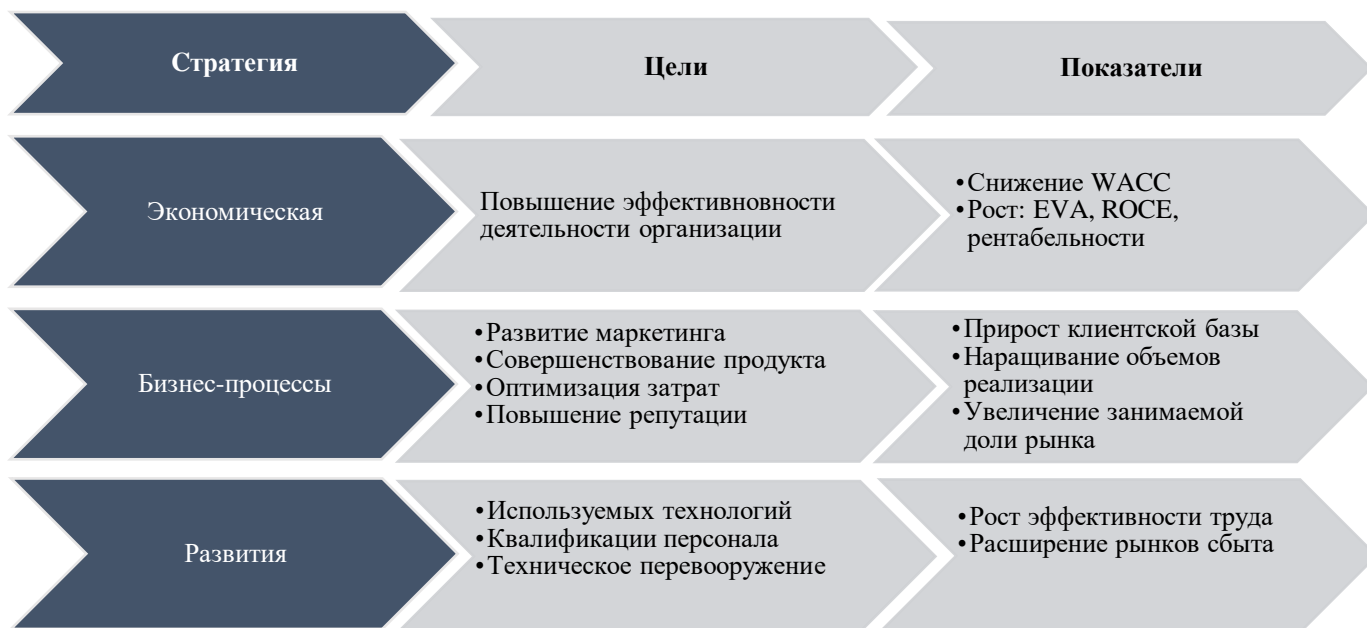 Стратегия
Цели
Показатели
Экономическая
Повышение эффективновности
деятельности организации
•Снижение WACC
•Рост: EVA, ROCE,
рентабельности
Бизнес-процессы
•Развитие маркетинга
•Совершенствование продукта
•Оптимизация затрат
•Повышение репутации
•Прирост клиентской базы
•Наращивание объемов
реализации
•Увеличение занимаемой
доли рынка
Развития
•Используемых технологий
•Квалификации персонала
•Техническое перевооружение
•Рост эффективности труда
•Расширение рынков сбыта